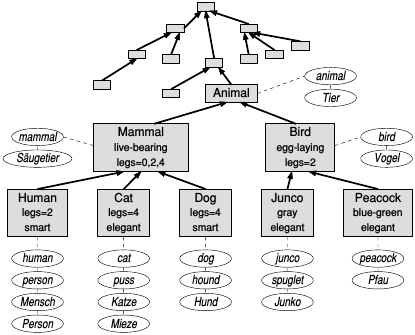 Animal
animal
Tier
Mammal
live-bearing
legs=0,2,4
mammal
Säugetier
Bird
egg-laying
legs=2
bird
Vogel
Human
legs=2
smart
Cat
legs=4
elegant
Dog
legs=4
smart
Junco
gray
elegant
Peacock
blue-green
elegant
human
person
Mensch
Person
cat
puss
Katze
Mieze
dog
hound
Hund
junco
spuglet
Junko
peacock
Pfau